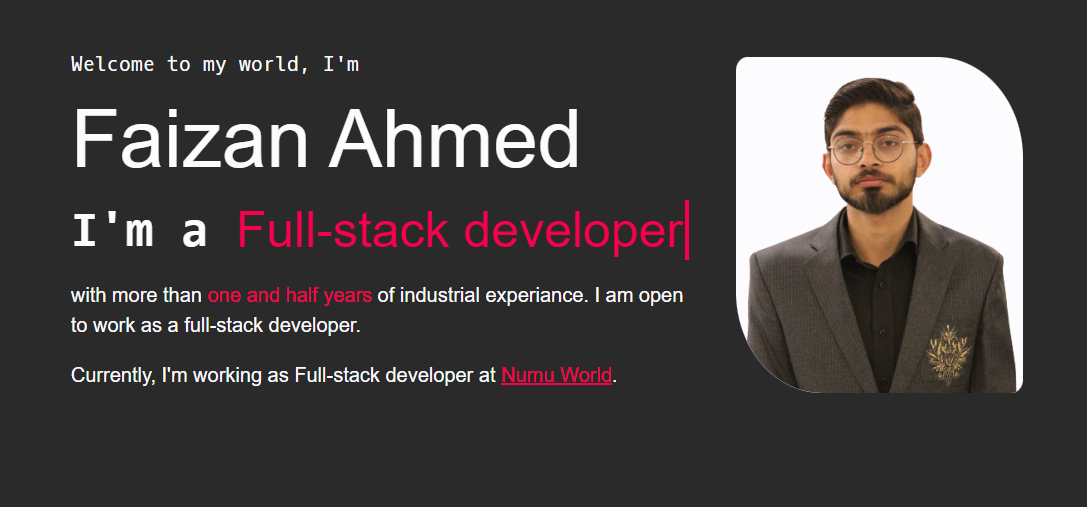 Welcome to my world, I'm
Faizan Ahmed
I'm a Full-stack developer
with more than one and half years of industrial experiance. I am open
to work as a full-stack developer.
Currently, I'm working as Full-stack developer at Numu World.